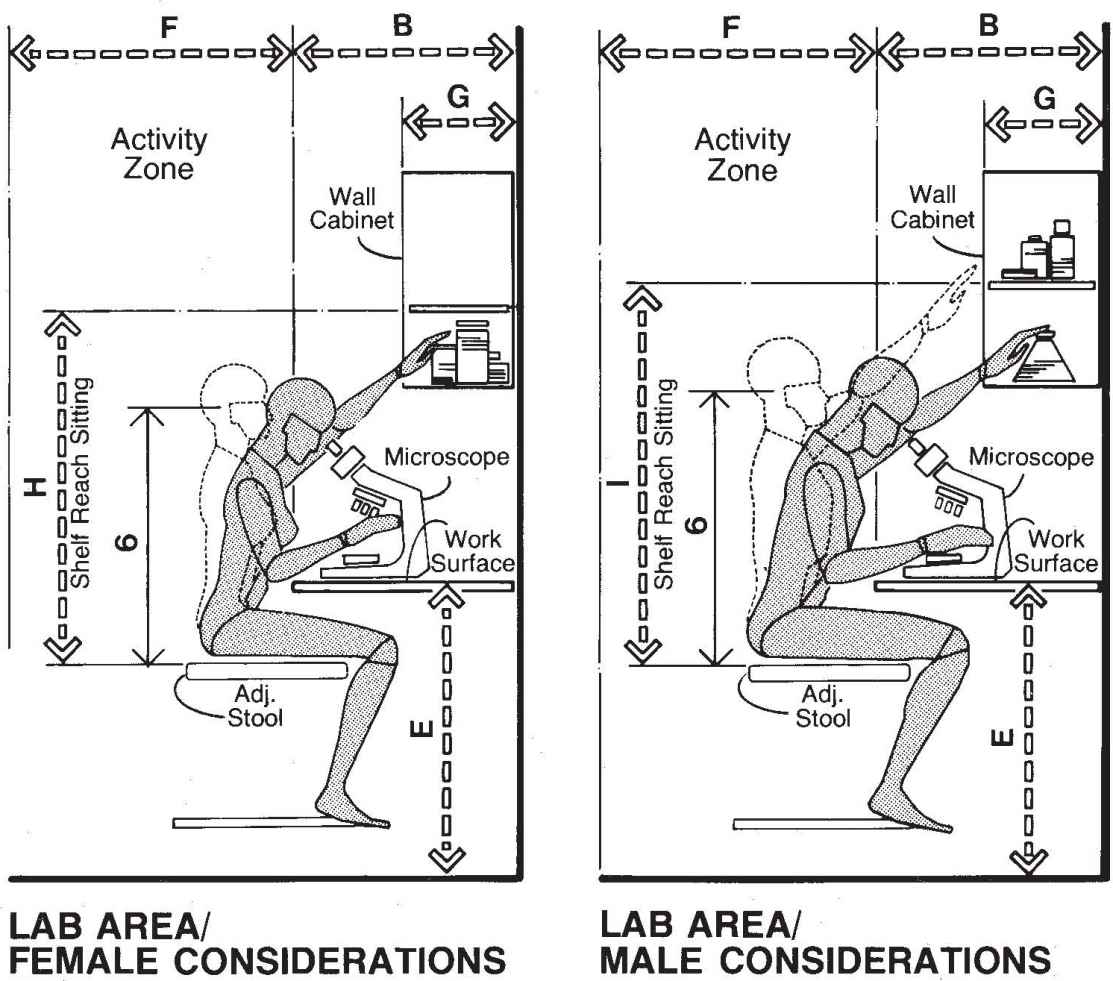 F
B
G
Activity
Zone
Wall
Cabinet
H
Shelf Reach Sitting
6
Microscope
Work
Surface
Adj.
Stool
E
LAB AREA/
FEMALE CONSIDERATIONS
F
B
G
Activity
Zone
Wall
Cabinet
I
Shelf Reach Sitting
6
Microscope
Work
Surface
Adj.
Stool
E
LAB AREA/
MALE CONSIDERATIONS